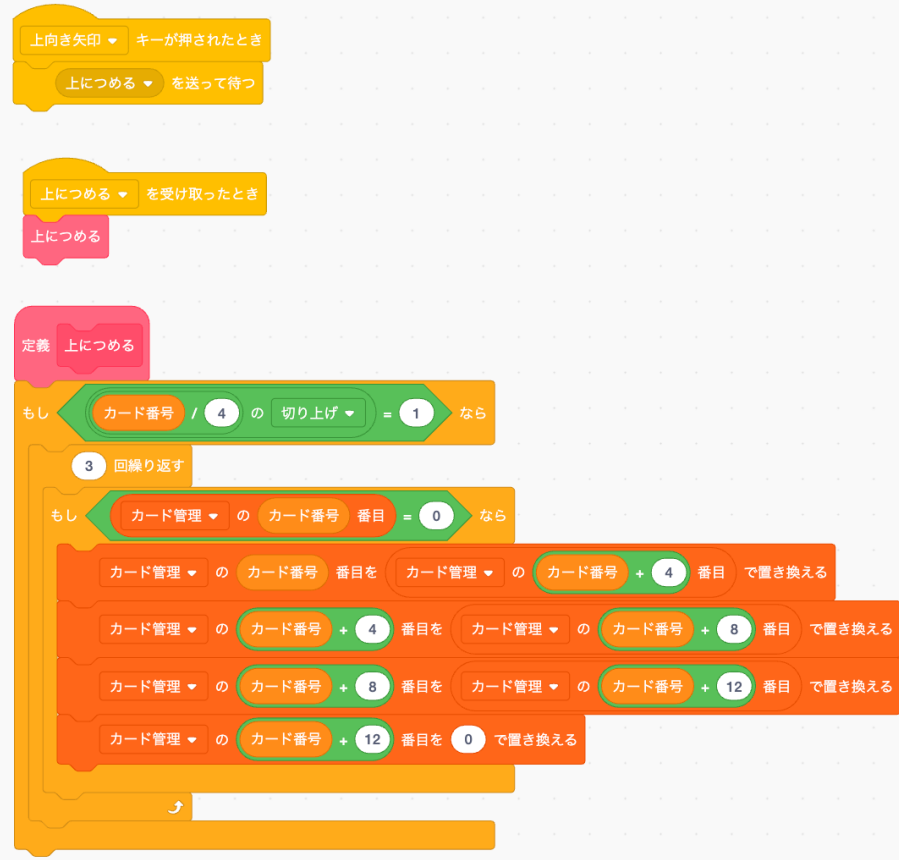 上向き矢印 キーが押されたとき
上につめる を送って待つ
上につめる を受け取ったとき
上につめる
定義 上につめる
もし カード番号 / 4 の 切り上げ = 1 なら
3 回繰り返す
もし カード管理 の カード番号 番目 = 0 なら
カード管理 の カード番号 番目を カード管理 の カード番号 + 4 番目 で置き換える
カード管理 の カード番号 + 4 番目を カード管理 の カード番号 + 8 番目 で置き換える
カード管理 の カード番号 + 8 番目を カード管理 の カード番号 + 12 番目 で置き換える
カード管理 の カード番号 + 12 番目を 0 で置き換える